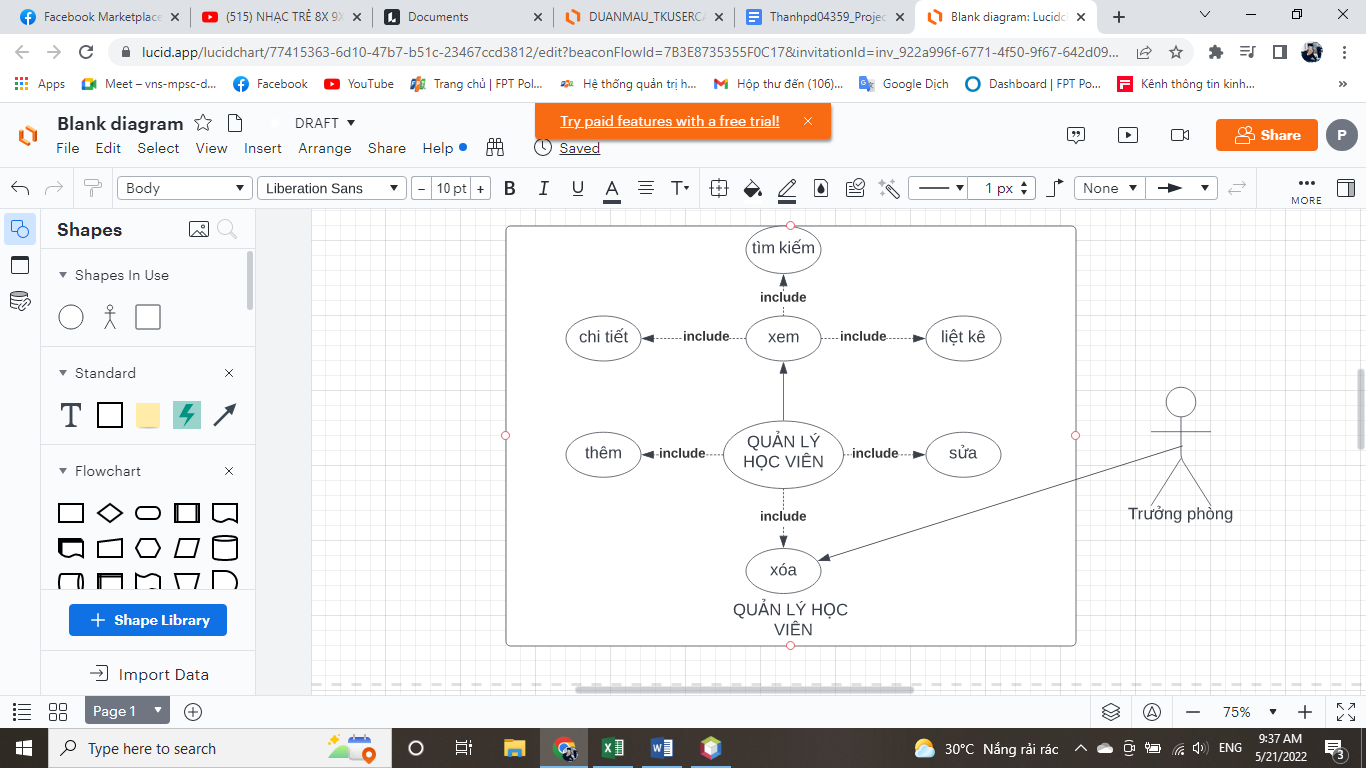 Facebook Marketplace
(515) NHẠC TRẺ 8X 9X
Documents
DUANMAU_TKUSERCA
Thanhpd04359_Projec
Blank diagram: Lucidch
lucid.app/lucidchart/77415363-6d10-47b7-b51c-23467ccd3812/edit?beaconFlowId=7B3E8735355F0C17&invitationId=inv_922a996f-6771-4f50-9f67-642d09...
Apps
Meet – vns-mpsc-d...
Facebook
YouTube
Trang chủ | FPT Pol...
Hệ thống quản trị h...
Hộp thư đến (106)...
Google Dịch
Dashboard | FPT Po...
Kênh thông tin kinh...
»
Blank diagram
DRAFT
Try paid features with a free trial!
Share
P
File Edit Select View Insert Arrange Share Help
Saved
Body
Liberation Sans
− 10 pt +
B I U A T
1 px
None
MORE
Shapes
Shapes In Use
Standard
T
Flowchart
Shape Library
Import Data
tìm kiếm
include
chi tiết
include
xem
include
liệt kê
thêm
include
QUẢN LÝ
HỌC VIÊN
include
sửa
include
xóa
QUẢN LÝ HỌC
VIÊN
Trưởng phòng
Page 1
75%
Type here to search
30°C Nắng rải rác
ENG
9:37 AM
5/21/2022
3